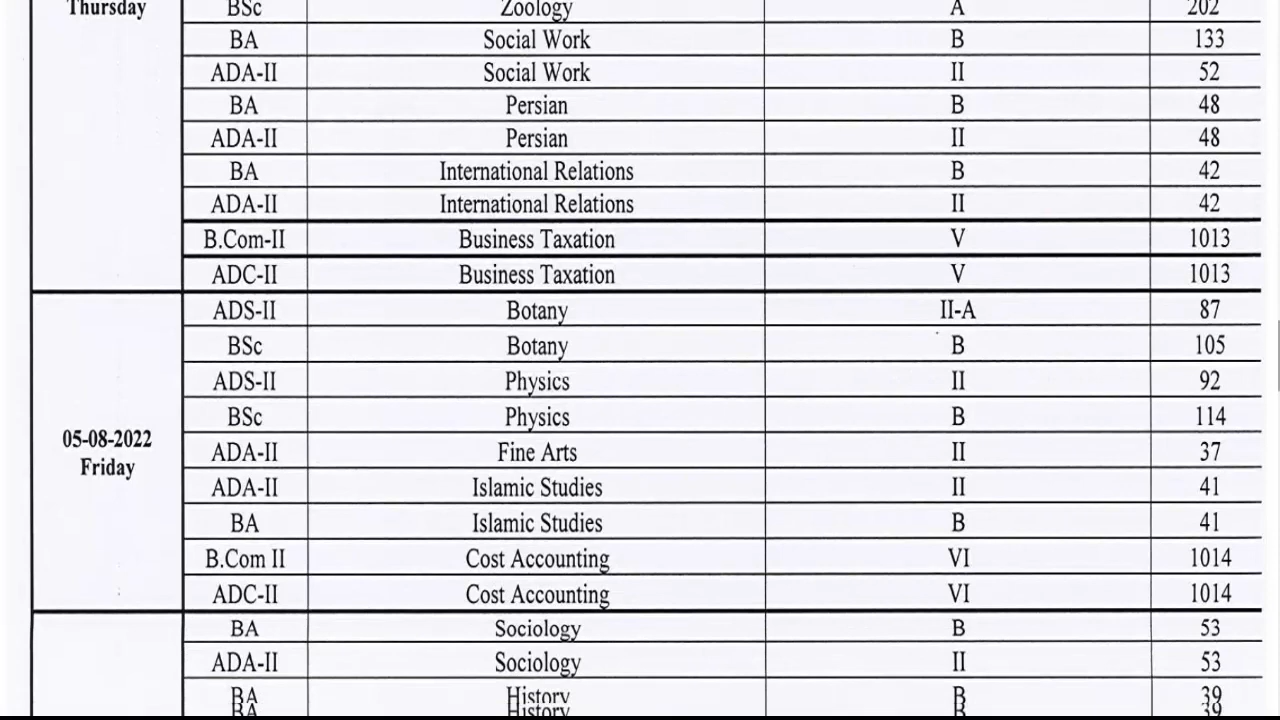 Thursday BSc Zoology A 202
BA Social Work B 133
ADA-II Social Work II 52
BA Persian B 48
ADA-II Persian II 48
BA International Relations B 42
ADA-II International Relations II 42
B.Com-II Business Taxation V 1013
ADC-II Business Taxation V 1013
ADS-II Botany II-A 87
BSc Botany B 105
ADS-II Physics II 92
BSc Physics B 114
05-08-2022
Friday
ADA-II Fine Arts II 37
ADA-II Islamic Studies II 41
BA Islamic Studies B 41
B.Com II Cost Accounting VI 1014
ADC-II Cost Accounting VI 1014
BA Sociology B 53
ADA-II Sociology II 53
BA History B 39
BA History B 39